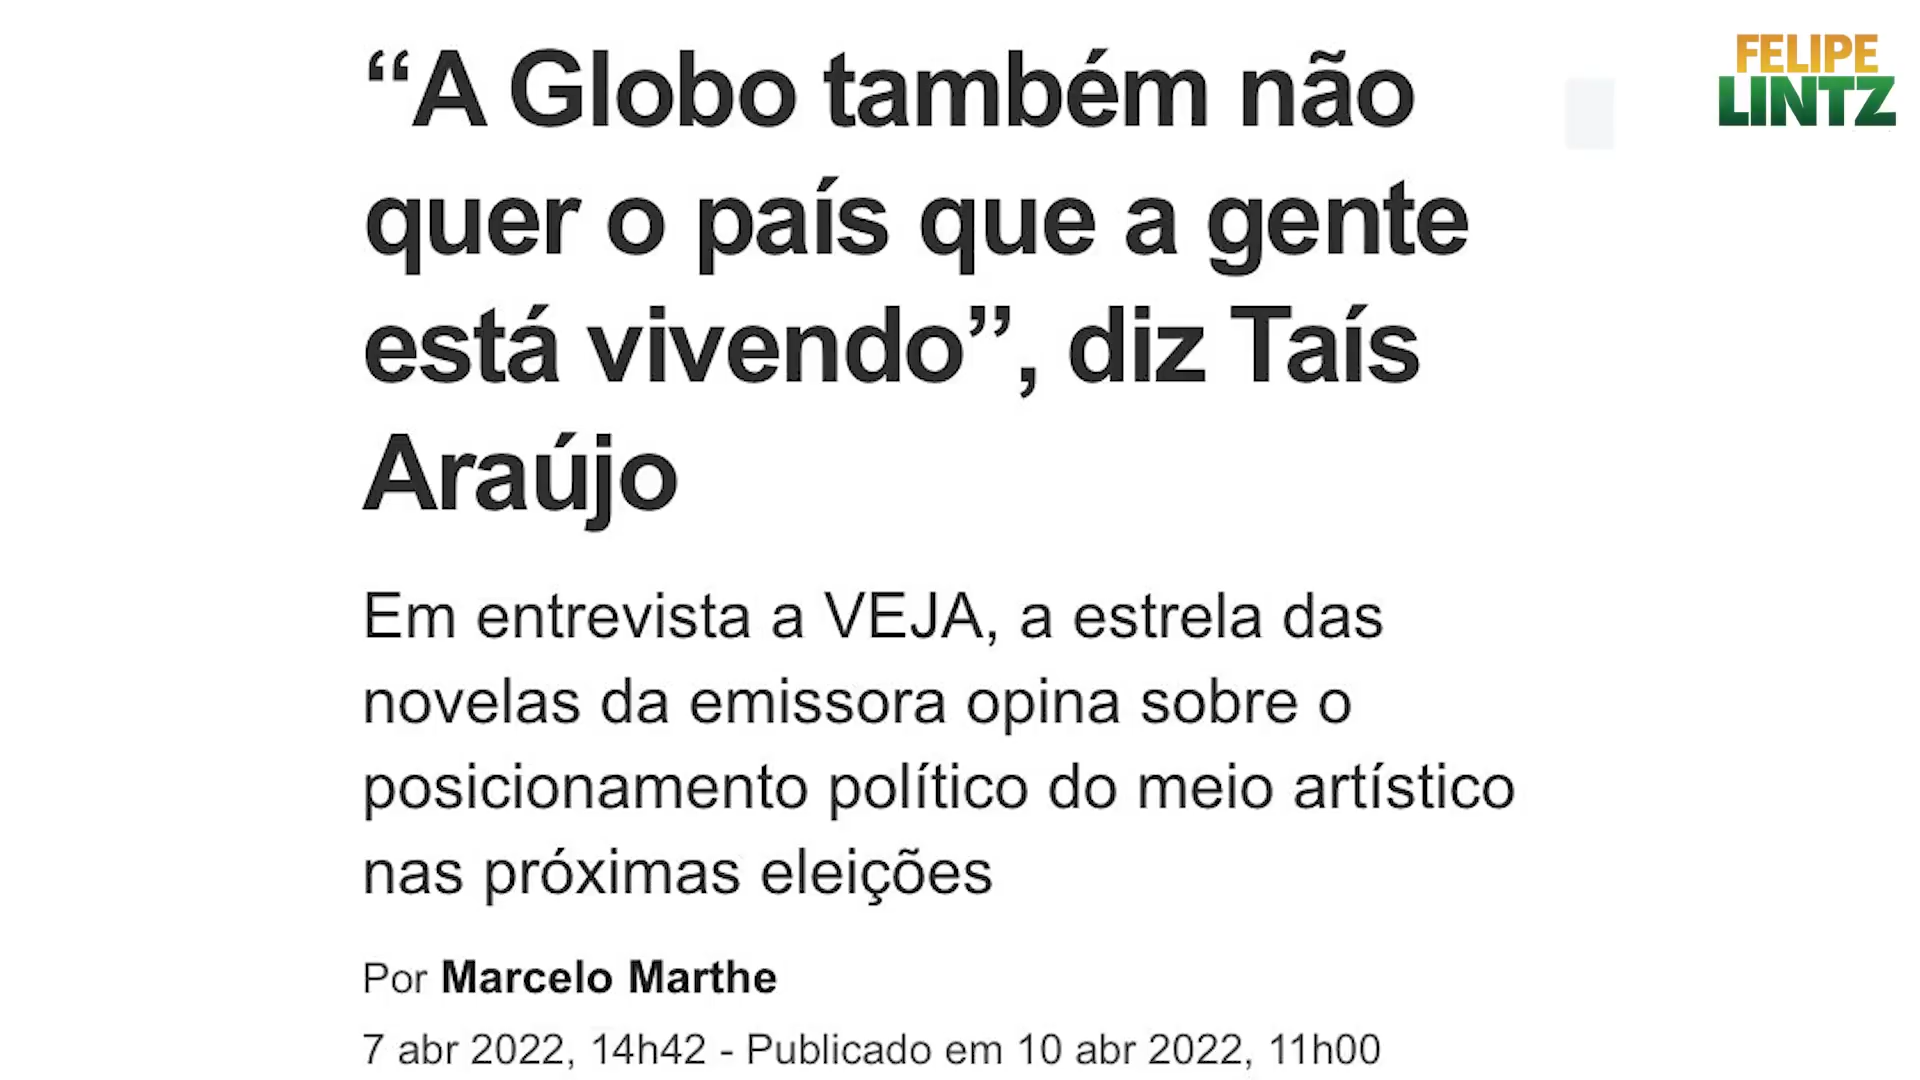 “A Globo também não
quer o país que a gente
está vivendo”, diz Taís
Araújo
Em entrevista a VEJA, a estrela das
novelas da emissora opina sobre o
posicionamento político do meio artístico
nas próximas eleições
Por Marcelo Marthe
7 abr 2022, 14h42 - Publicado em 10 abr 2022, 11h00
FELIPE
LINTZ